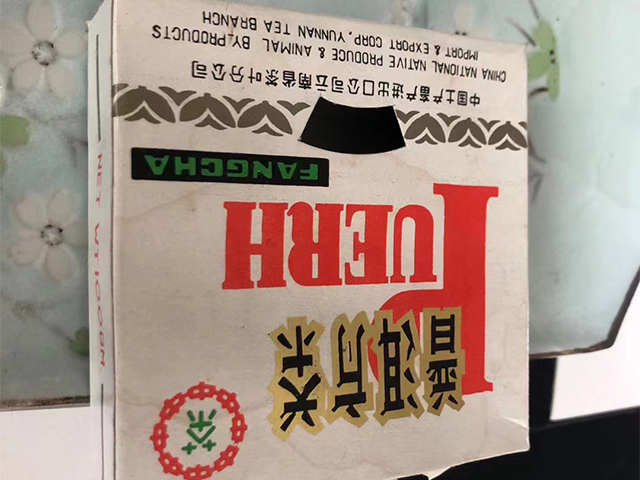 茶
普洱方茶
PUERH
FANGCHA
中国土产畜产进出口公司云南省茶叶分公司
CHINA NATIONAL NATIVE PRODUCE & ANIMAL BY-PRODUCTS
IMPORT & EXPORT CORP. YUNNAN TEA BRANCH
NET WT 100GM